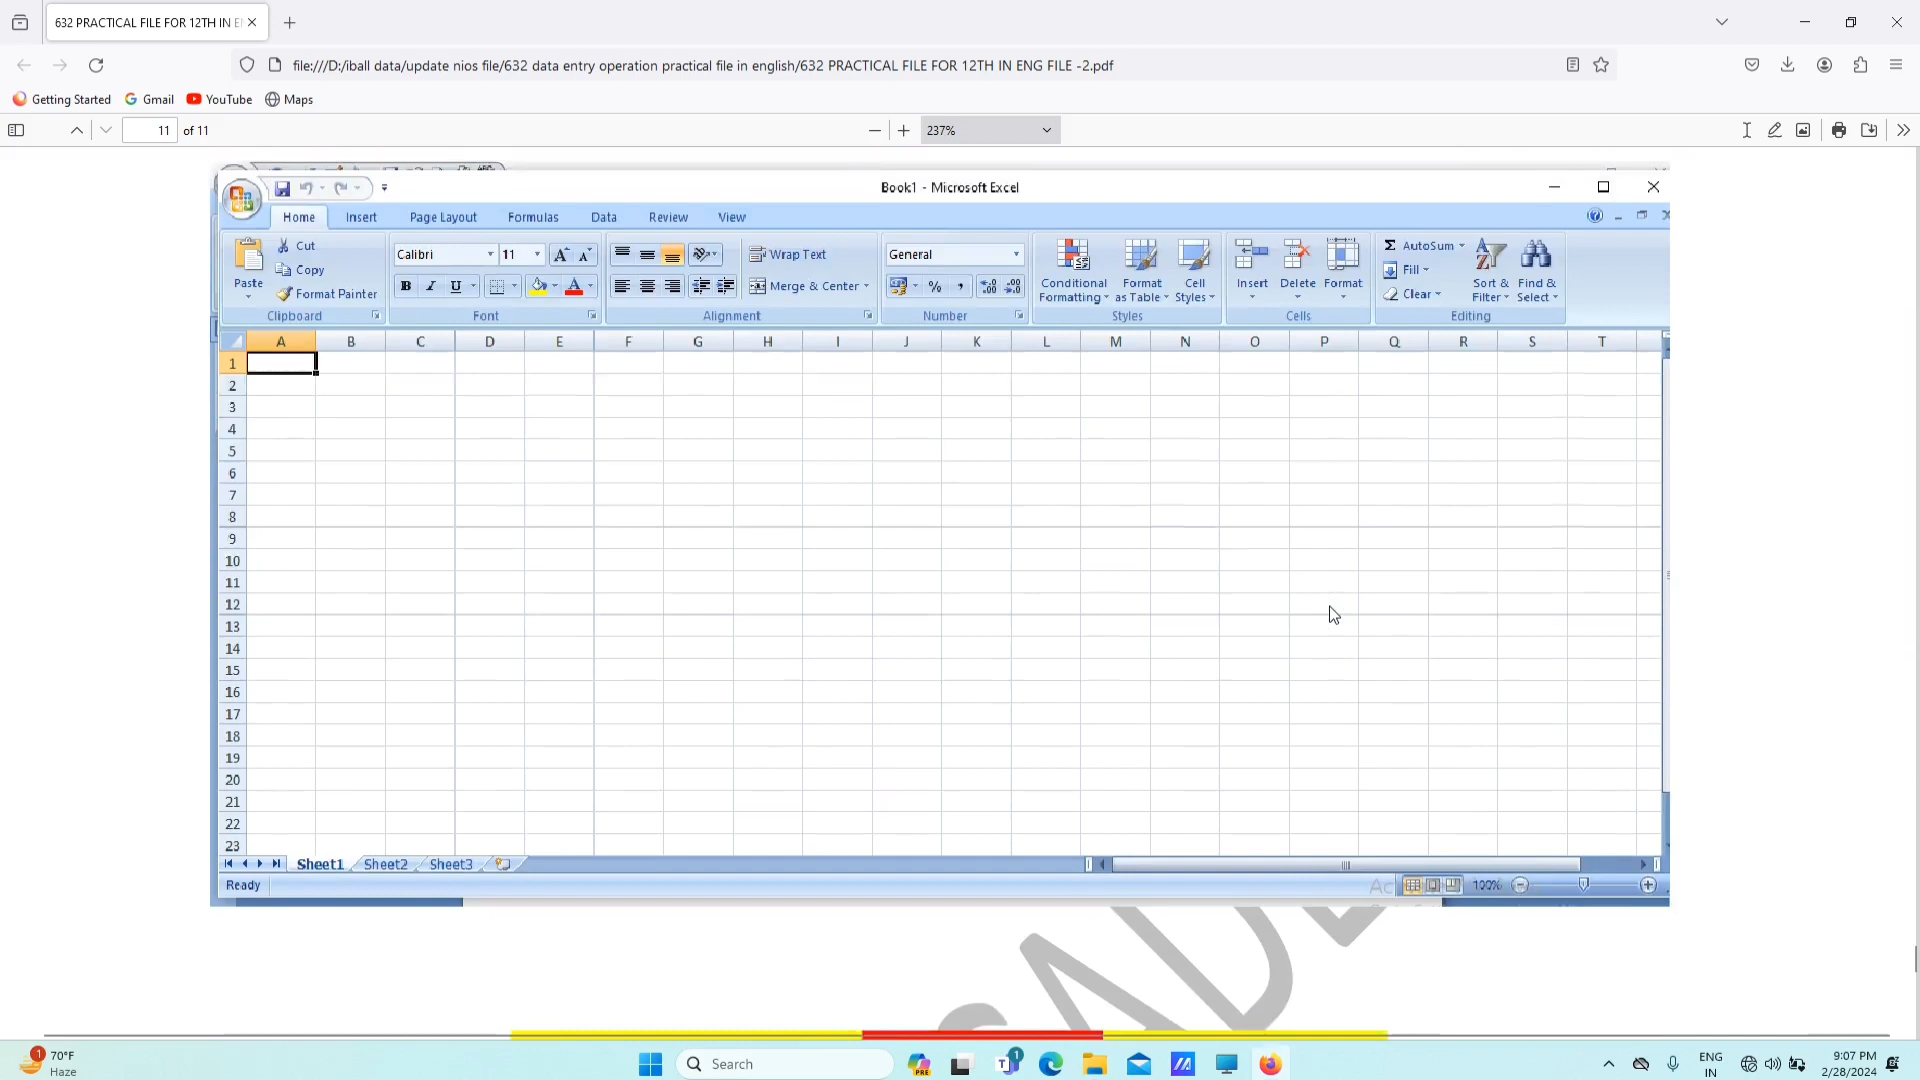 632 PRACTICAL FILE FOR 12TH IN E
file:///D:/iball data/update nios file/632 data entry operation practical file in english/632 PRACTICAL FILE FOR 12TH IN ENG FILE -2.pdf
Getting Started Gmail YouTube Maps
11 of 11 237%
Book1 - Microsoft Excel
Home Insert Page Layout Formulas Data Review View
Paste Cut Copy Format Painter
Calibri 11
Wrap Text
Merge & Center
General
Conditional Formatting Format as Table Cell Styles
Insert Delete Format
AutoSum Fill Clear
Sort & Filter Find & Select
Clipboard Font Alignment Number Styles Cells Editing
A B C D E F G H I J K L M N O P Q R S T
1
2
3
4
5
6
7
8
9
10
11
12
13
14
15
16
17
18
19
20
21
22
23
Sheet1 Sheet2 Sheet3
Ready 100%
70°F
Haze
Search
ENG
IN
9:07 PM
2/28/2024